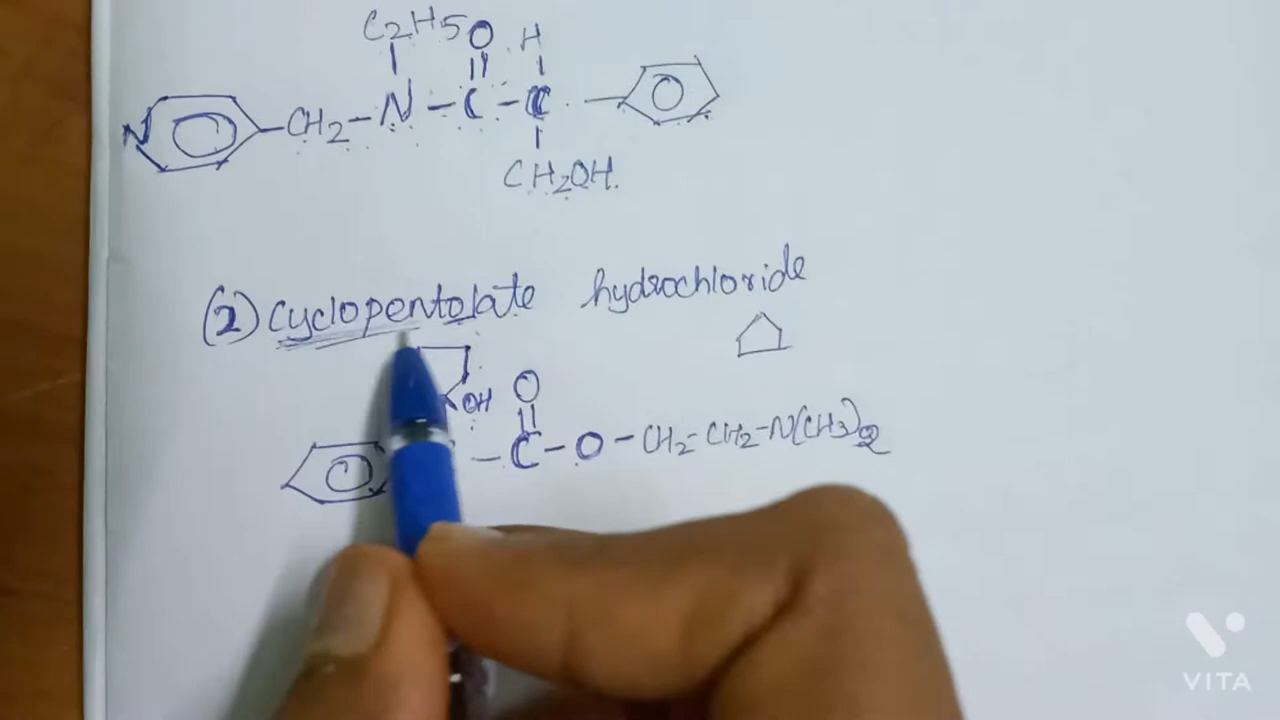 C2H5 O H
N CH2-N-C-C
CH2OH.
(2) cyclopentolate hydrochloride
OH O
C-O-CH2-CH2-N(CH3)2
VITA